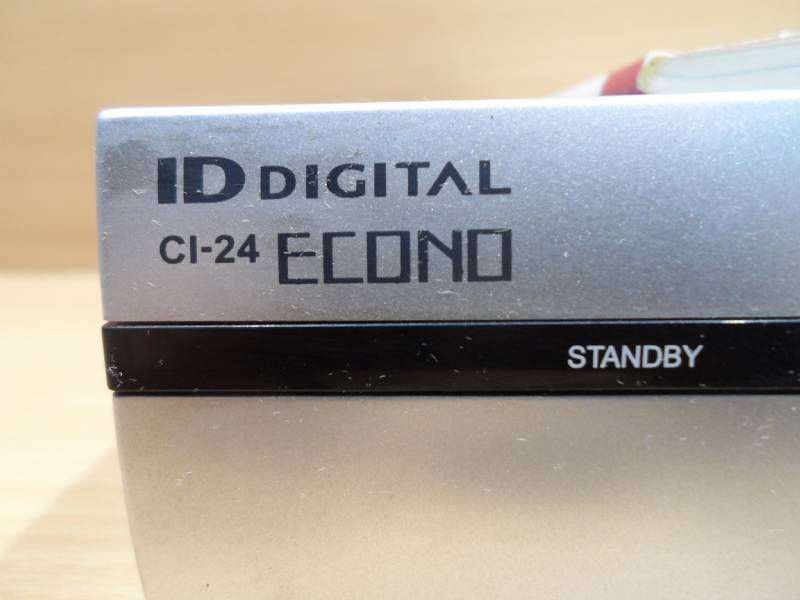 ID DIGITAL
CI-24 ECONO
STANDBY